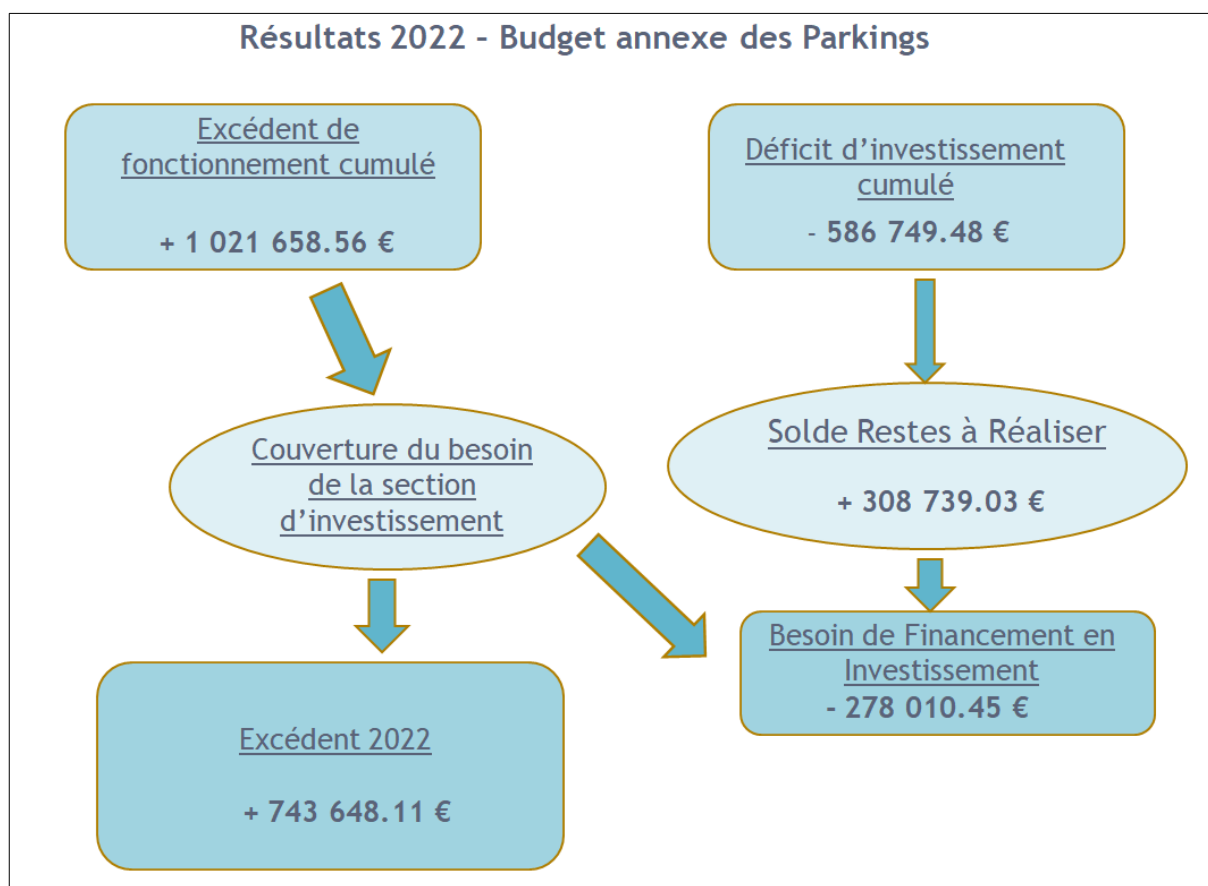 Résultats 2022 - Budget annexe des Parkings
Excédent de
fonctionnement cumulé
+ 1 021 658.56 €
Déficit d'investissement
cumulé
- 586 749.48 €
Couverture du besoin
de la section
d'investissement
Solde Restes à Réaliser
+ 308 739.03 €
Excédent 2022
+ 743 648.11 €
Besoin de Financement en
Investissement
- 278 010.45 €